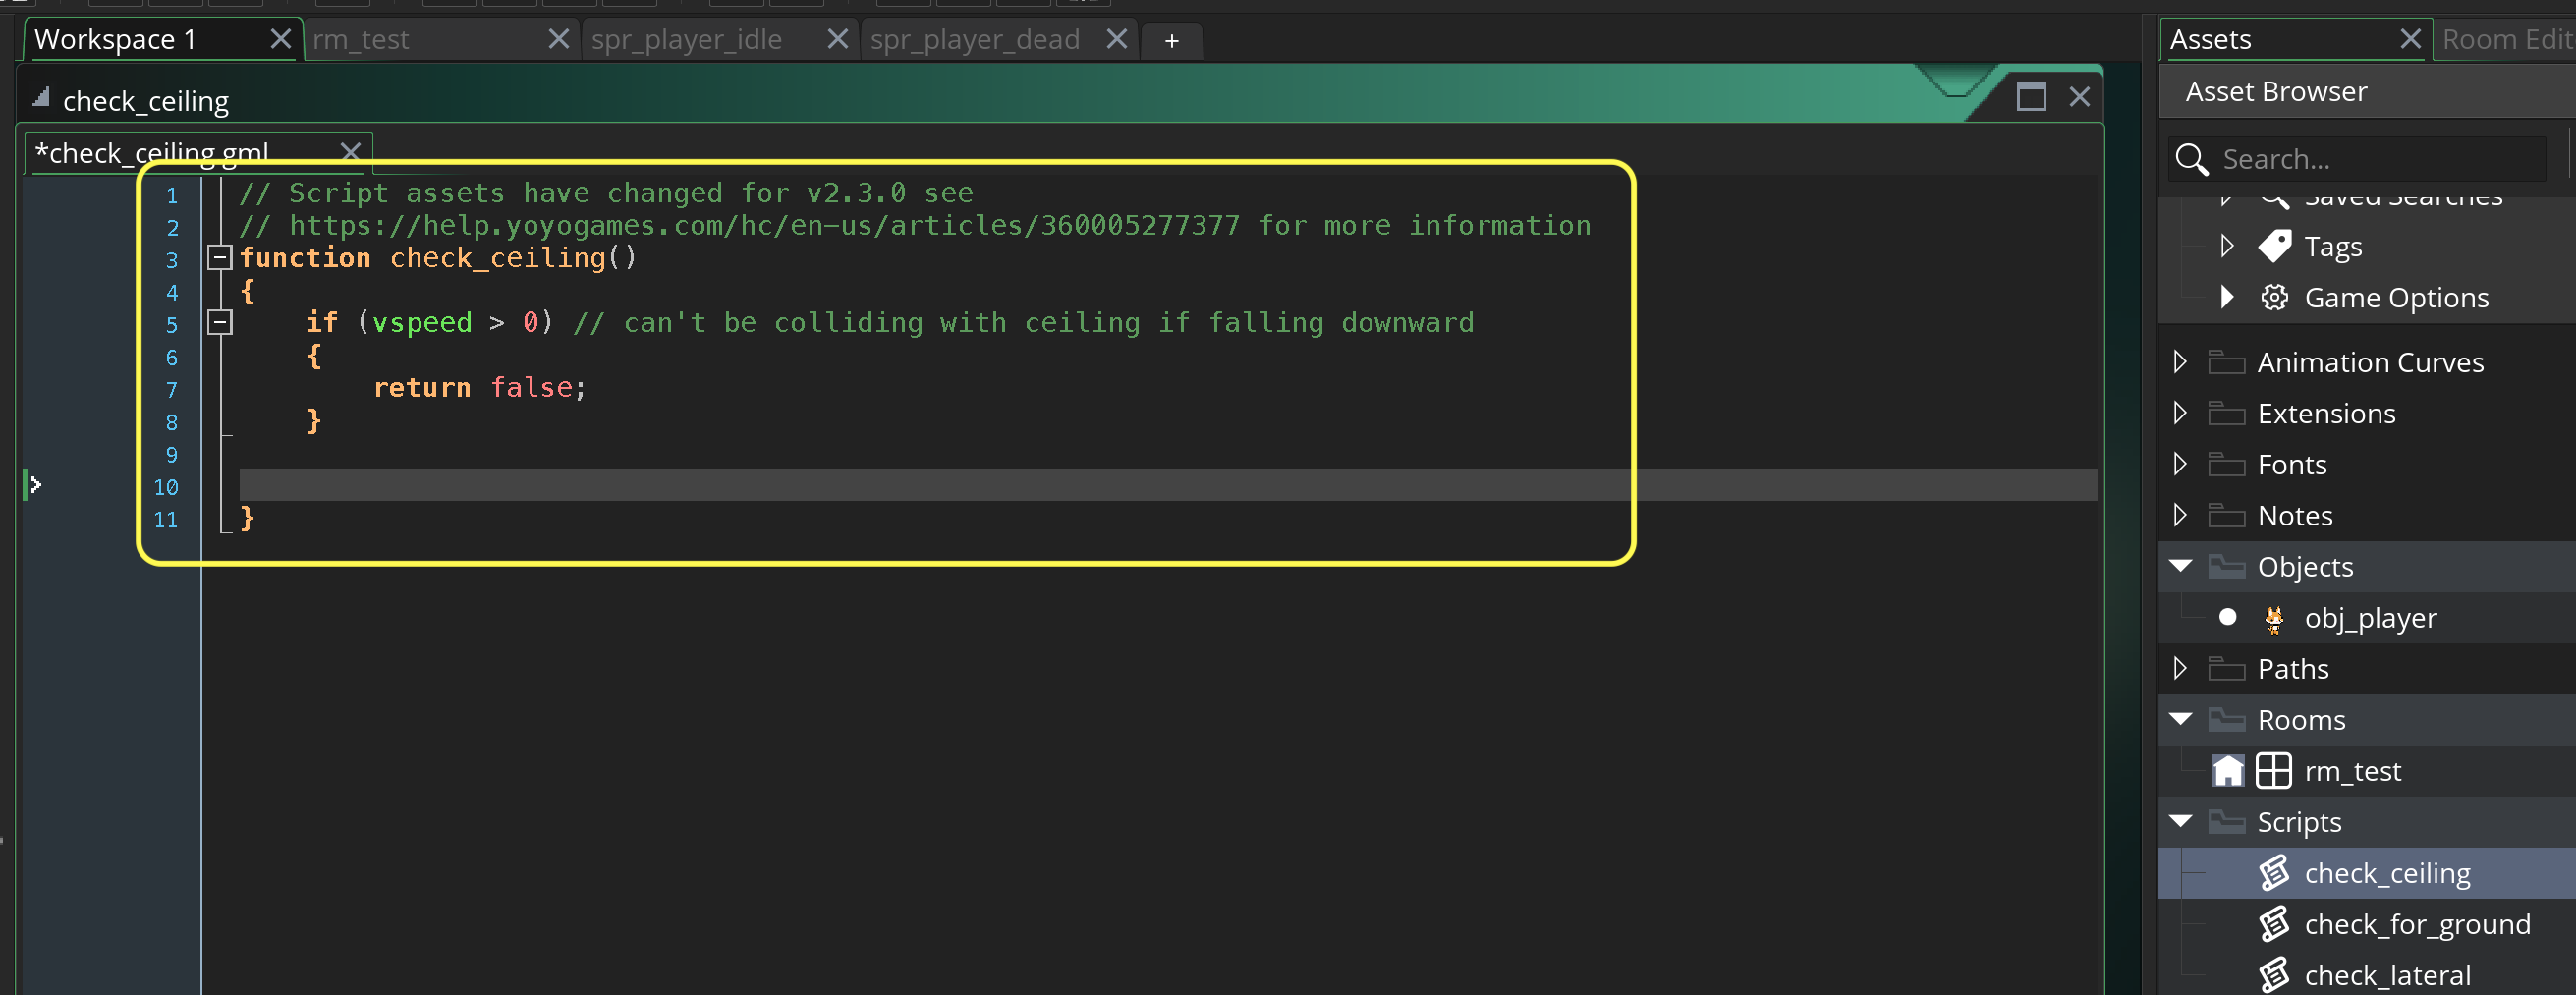 Workspace 1
rm_test
spr_player_idle
spr_player_dead
+
Assets
Room Edit
check_ceiling
Asset Browser
*check_ceiling.gml
Search...
1 // Script assets have changed for v2.3.0 see
2 // https://help.yoyogames.com/hc/en-us/articles/360005277377 for more information
3 function check_ceiling()
4 {
5 if (vspeed > 0) // can't be colliding with ceiling if falling downward
6 {
7 return false;
8 }
9
10
11 }
Saved Searches
Tags
Game Options
Animation Curves
Extensions
Fonts
Notes
Objects
obj_player
Paths
Rooms
rm_test
Scripts
check_ceiling
check_for_ground
check_lateral